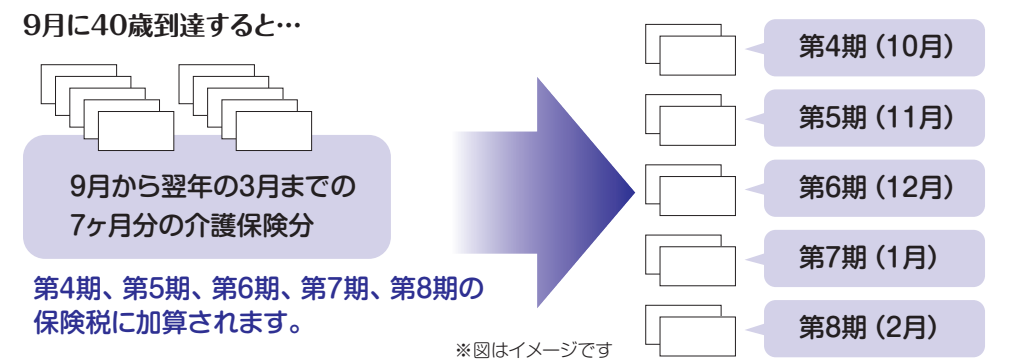 9月に40歳到達すると…
9月から翌年の3月までの
7ヶ月分の介護保険分
第4期、第5期、第6期、第7期、第8期の
保険税に加算されます。
第4期（10月）
第5期（11月）
第6期（12月）
第7期（1月）
第8期（2月）
※図はイメージです